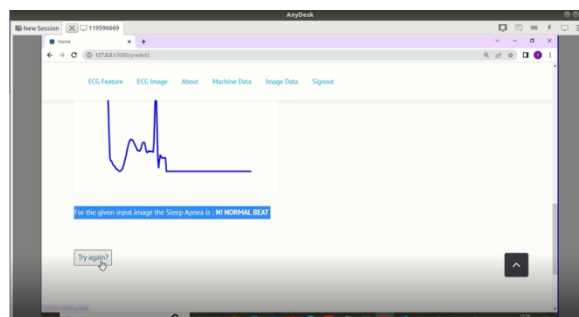 AnyDesk
New Session 119596669
Home
127.0.0.1:5000/predict2
ECG Feature ECG Image About Machine Data Image Data Signout
For the given input image the Sleep Apnea is : N! NORMAL BEAT
Try again?